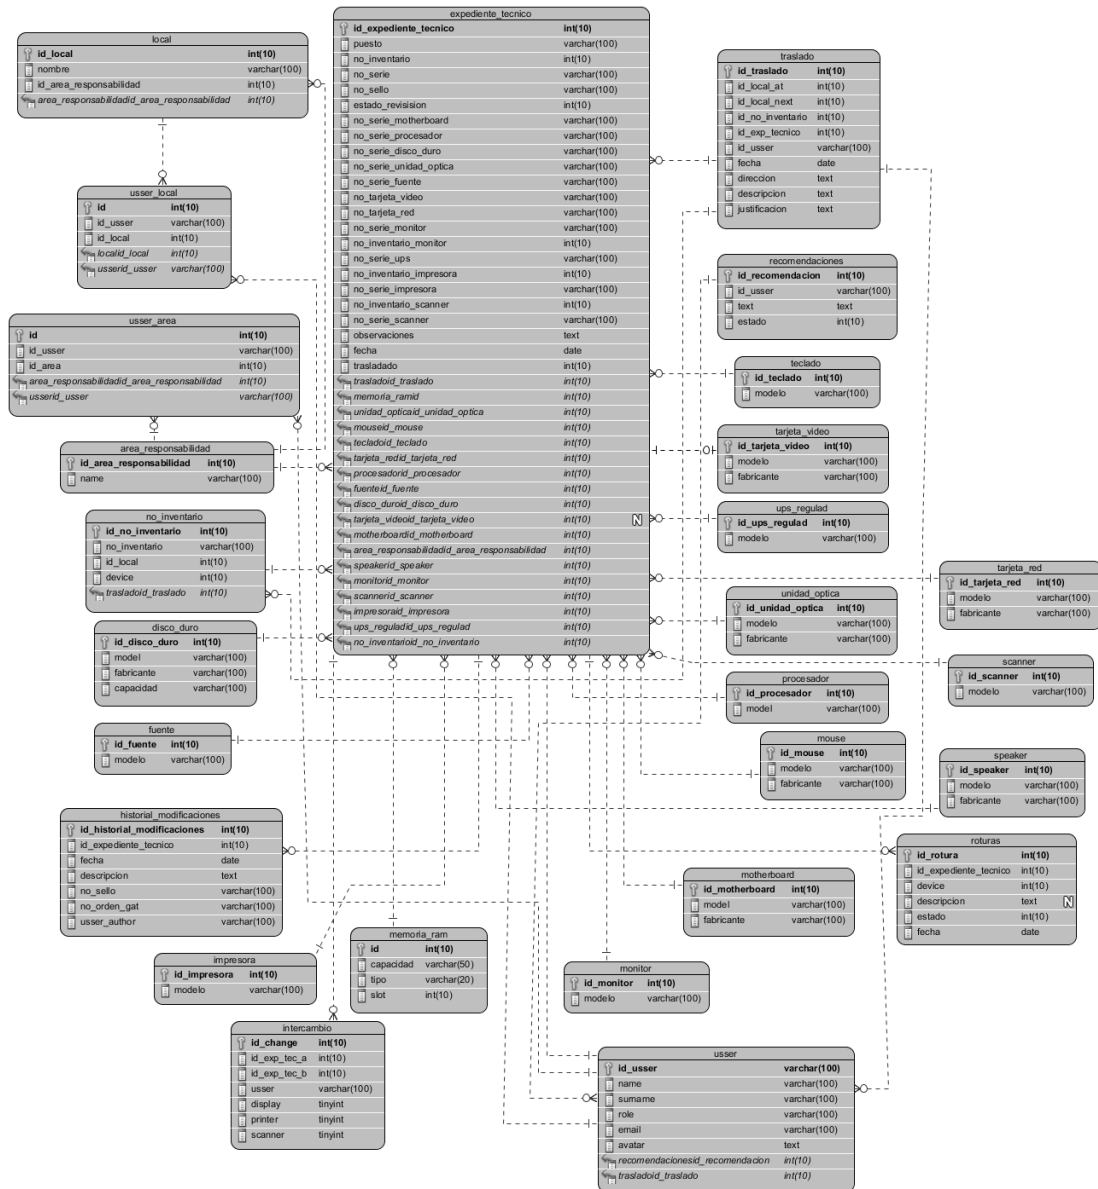 expediente_tecnico
id_expediente_tecnico int(10)
puesto varchar(100)
no_inventario int(10)
no_serie varchar(100)
no_sello varchar(100)
estado_revisision int(10)
no_serie_motherboard varchar(100)
no_serie_procesador varchar(100)
no_serie_disco_duro varchar(100)
no_serie_unidad_optica varchar(100)
no_serie_fuente varchar(100)
no_tarjeta_video varchar(100)
no_tarjeta_red varchar(100)
no_serie_monitor varchar(100)
no_inventario_monitor int(10)
no_serie_ups varchar(100)
no_inventario_impresora int(10)
no_serie_impresora varchar(100)
no_inventario_scanner int(10)
no_serie_scanner varchar(100)
observaciones text
fecha date
trasladado int(10)
trasladoid_traslado int(10)
memoria_ramid int(10)
unidad_opticaid_unidad_optica int(10)
mouseid_mouse int(10)
tecladoid_teclado int(10)
tarjeta_redid_tarjeta_red int(10)
procesadorid_procesador int(10)
fuenteid_fuente int(10)
disco_duroid_disco_duro int(10)
tarjeta_videoid_tarjeta_video int(10) N
motherboardid_motherboard int(10)
area_responsabilidadid_area_responsabilidad int(10)
speakerid_speaker int(10)
monitorid_monitor int(10)
scannerid_scanner int(10)
impresoraid_impresora int(10)
ups_reguladid_ups_regulad int(10)
no_inventarioid_no_inventario int(10)
local
id_local int(10)
nombre varchar(100)
id_area_responsabilidad int(10)
area_responsabilidadid_area_responsabilidad int(10)
usser_local
id int(10)
id_usser varchar(100)
id_local int(10)
localid_local int(10)
usserid_usser varchar(100)
usser_area
id int(10)
id_usser varchar(100)
id_area int(10)
area_responsabilidadid_area_responsabilidad int(10)
usserid_usser varchar(100)
area_responsabilidad
id_area_responsabilidad int(10)
name varchar(100)
no_inventario
id_no_inventario int(10)
no_inventario varchar(100)
id_local int(10)
device int(10)
trasladoid_traslado int(10)
disco_duro
id_disco_duro int(10)
model varchar(100)
fabricante varchar(100)
capacidad varchar(100)
fuente
id_fuente int(10)
modelo varchar(100)
historial_modificaciones
id_historial_modificaciones int(10)
id_expediente_tecnico int(10)
fecha date
descripcion text
no_sello varchar(100)
no_orden_gat varchar(100)
usser_author varchar(100)
impresora
id_impresora int(10)
modelo varchar(100)
memoria_ram
id int(10)
capacidad varchar(50)
tipo varchar(20)
slot int(10)
intercambio
id_change int(10)
id_exp_tec_a int(10)
id_exp_tec_b int(10)
usser varchar(100)
display tinyint
printer tinyint
scanner tinyint
traslado
id_traslado int(10)
id_local_at int(10)
id_local_next int(10)
id_no_inventario int(10)
id_exp_tecnico int(10)
id_usser varchar(100)
fecha date
direccion text
descripcion text
justificacion text
recomendaciones
id_recomendacion int(10)
id_usser varchar(100)
text text
estado int(10)
teclado
id_teclado int(10)
modelo varchar(100)
tarjeta_video
id_tarjeta_video int(10)
modelo varchar(100)
fabricante varchar(100)
ups_regulad
id_ups_regulad int(10)
modelo varchar(100)
tarjeta_red
id_tarjeta_red int(10)
modelo varchar(100)
fabricante varchar(100)
unidad_optica
id_unidad_optica int(10)
modelo varchar(100)
fabricante varchar(100)
scanner
id_scanner int(10)
modelo varchar(100)
procesador
id_procesador int(10)
model varchar(100)
mouse
id_mouse int(10)
modelo varchar(100)
fabricante varchar(100)
speaker
id_speaker int(10)
modelo varchar(100)
fabricante varchar(100)
roturas
id_rotura int(10)
id_expediente_tecnico int(10)
device int(10)
descripcion text N
estado int(10)
fecha date
motherboard
id_motherboard int(10)
model varchar(100)
fabricante varchar(100)
monitor
id_monitor int(10)
modelo varchar(100)
usser
id_usser varchar(100)
name varchar(100)
surname varchar(100)
role varchar(100)
email varchar(100)
avatar text
recomendacionesid_recomendacion int(10)
trasladoid_traslado int(10)